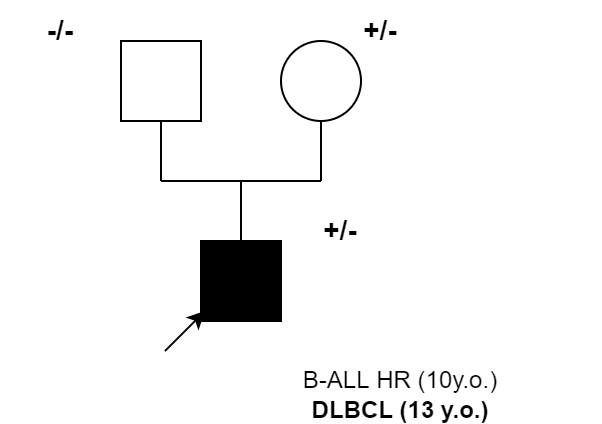 -/-
+/-
+/-
B-ALL HR (10y.o.)
DLBCL (13 y.o.)